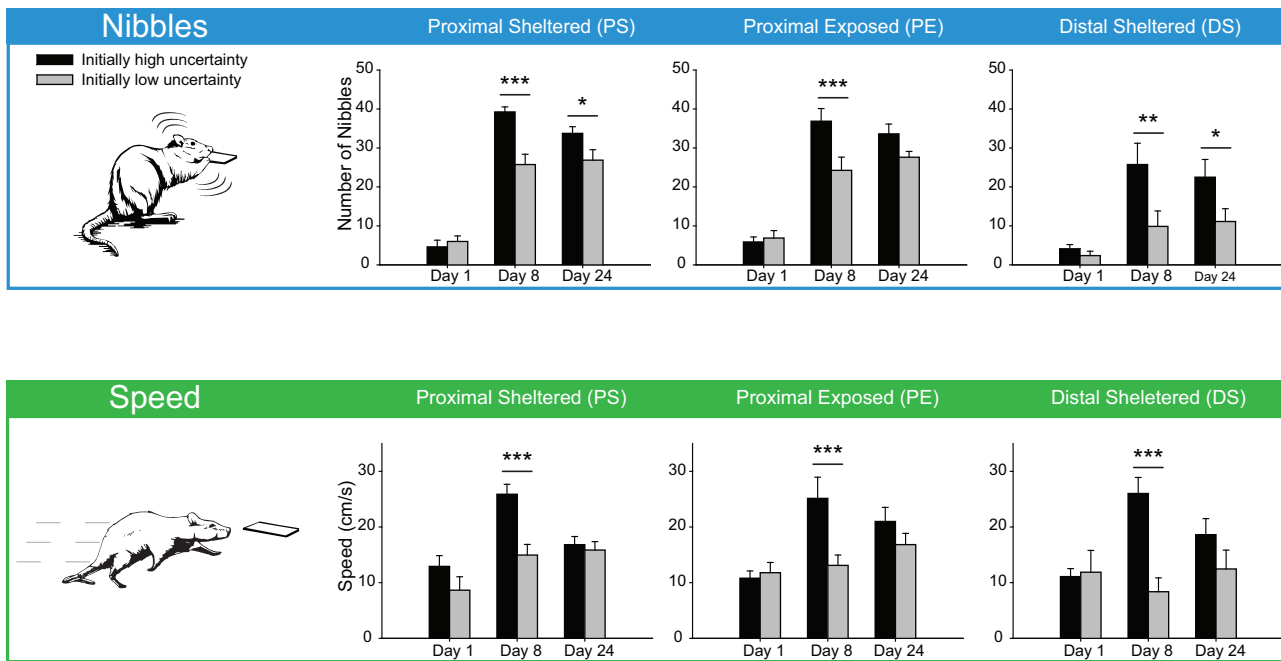 Nibbles
Proximal Sheltered (PS)
Proximal Exposed (PE)
Distal Sheltered (DS)
Initially high uncertainty
Initially low uncertainty
Number of Nibbles
50
40
30
20
10
0
***
*
Day 1
Day 8
Day 24
50
40
30
20
10
0
***
Day 1
Day 8
Day 24
50
40
30
20
10
0
**
*
Day 1
Day 8
Day 24
Speed
Proximal Sheltered (PS)
Proximal Exposed (PE)
Distal Sheletered (DS)
Speed (cm/s)
30
20
10
0
***
Day 1
Day 8
Day 24
30
20
10
0
***
Day 1
Day 8
Day 24
30
20
10
0
***
Day 1
Day 8
Day 24